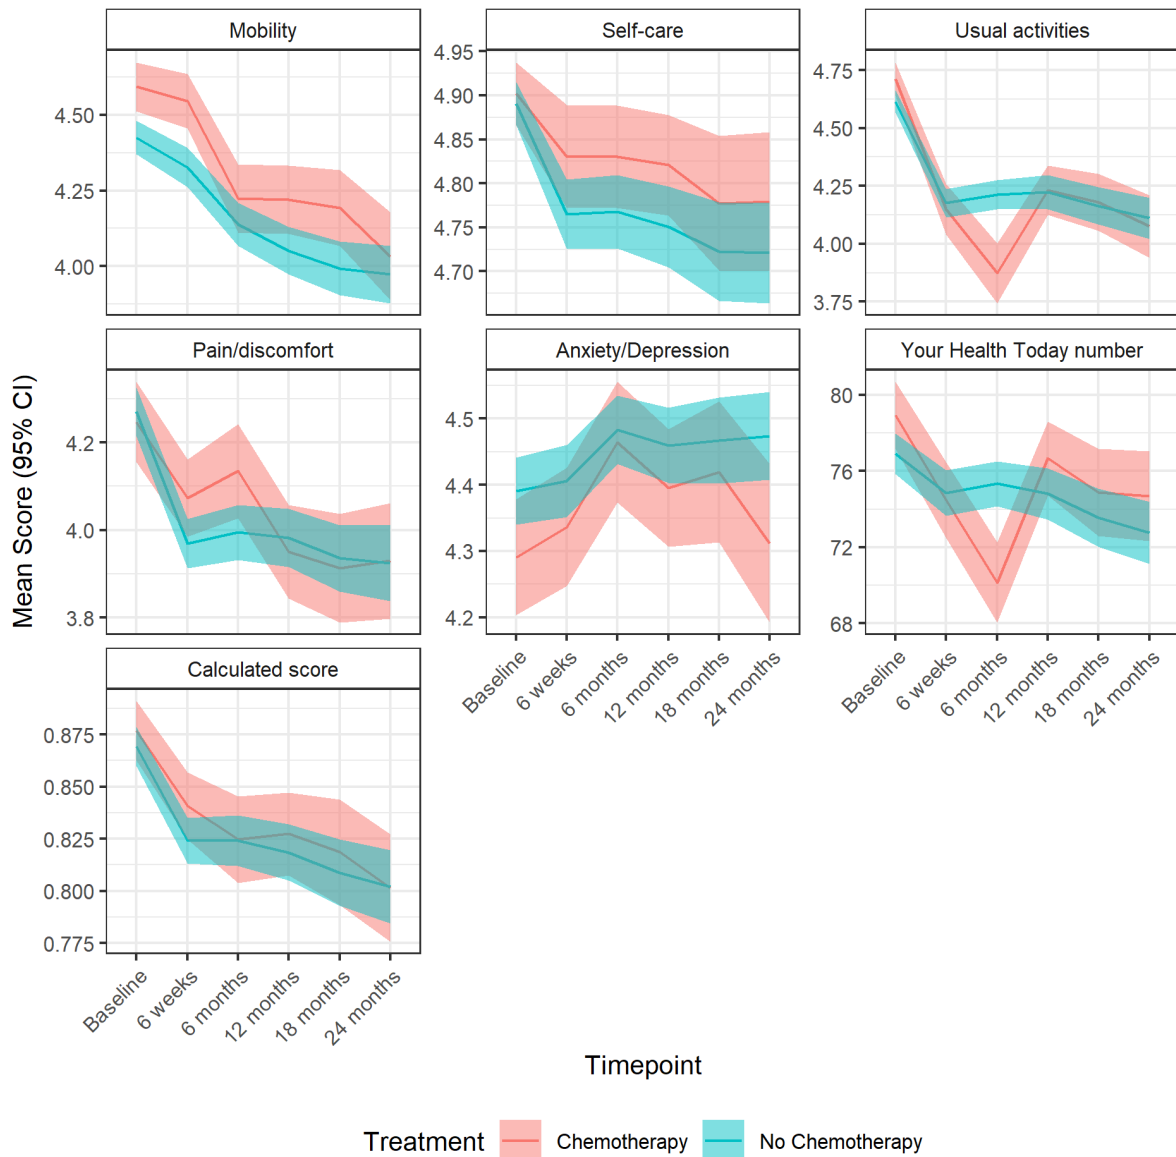 Mobility
Self-care
Usual activities
4.50
4.25
4.00
4.95
4.90
4.85
4.80
4.75
4.70
4.75
4.50
4.25
4.00
3.75
Pain/discomfort
Anxiety/Depression
Your Health Today number
4.2
4.0
3.8
4.5
4.4
4.3
4.2
80
76
72
68
Mean Score (95% CI)
Baseline
6 weeks
6 months
12 months
18 months
24 months
Baseline
6 weeks
6 months
12 months
18 months
24 months
Calculated score
0.875
0.850
0.825
0.800
0.775
Baseline
6 weeks
6 months
12 months
18 months
24 months
Timepoint
Treatment Chemotherapy No Chemotherapy